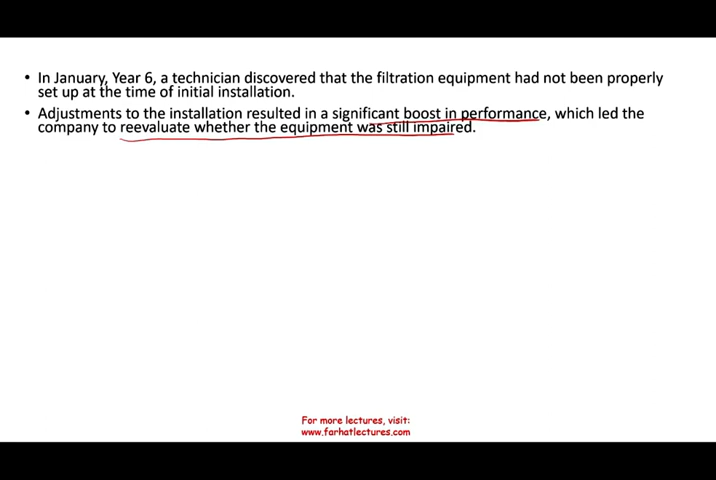 • In January, Year 6, a technician discovered that the filtration equipment had not been properly
set up at the time of initial installation.
• Adjustments to the installation resulted in a significant boost in performance, which led the
company to reevaluate whether the equipment was still impaired.
For more lectures, visit:
www.farhatlectures.com